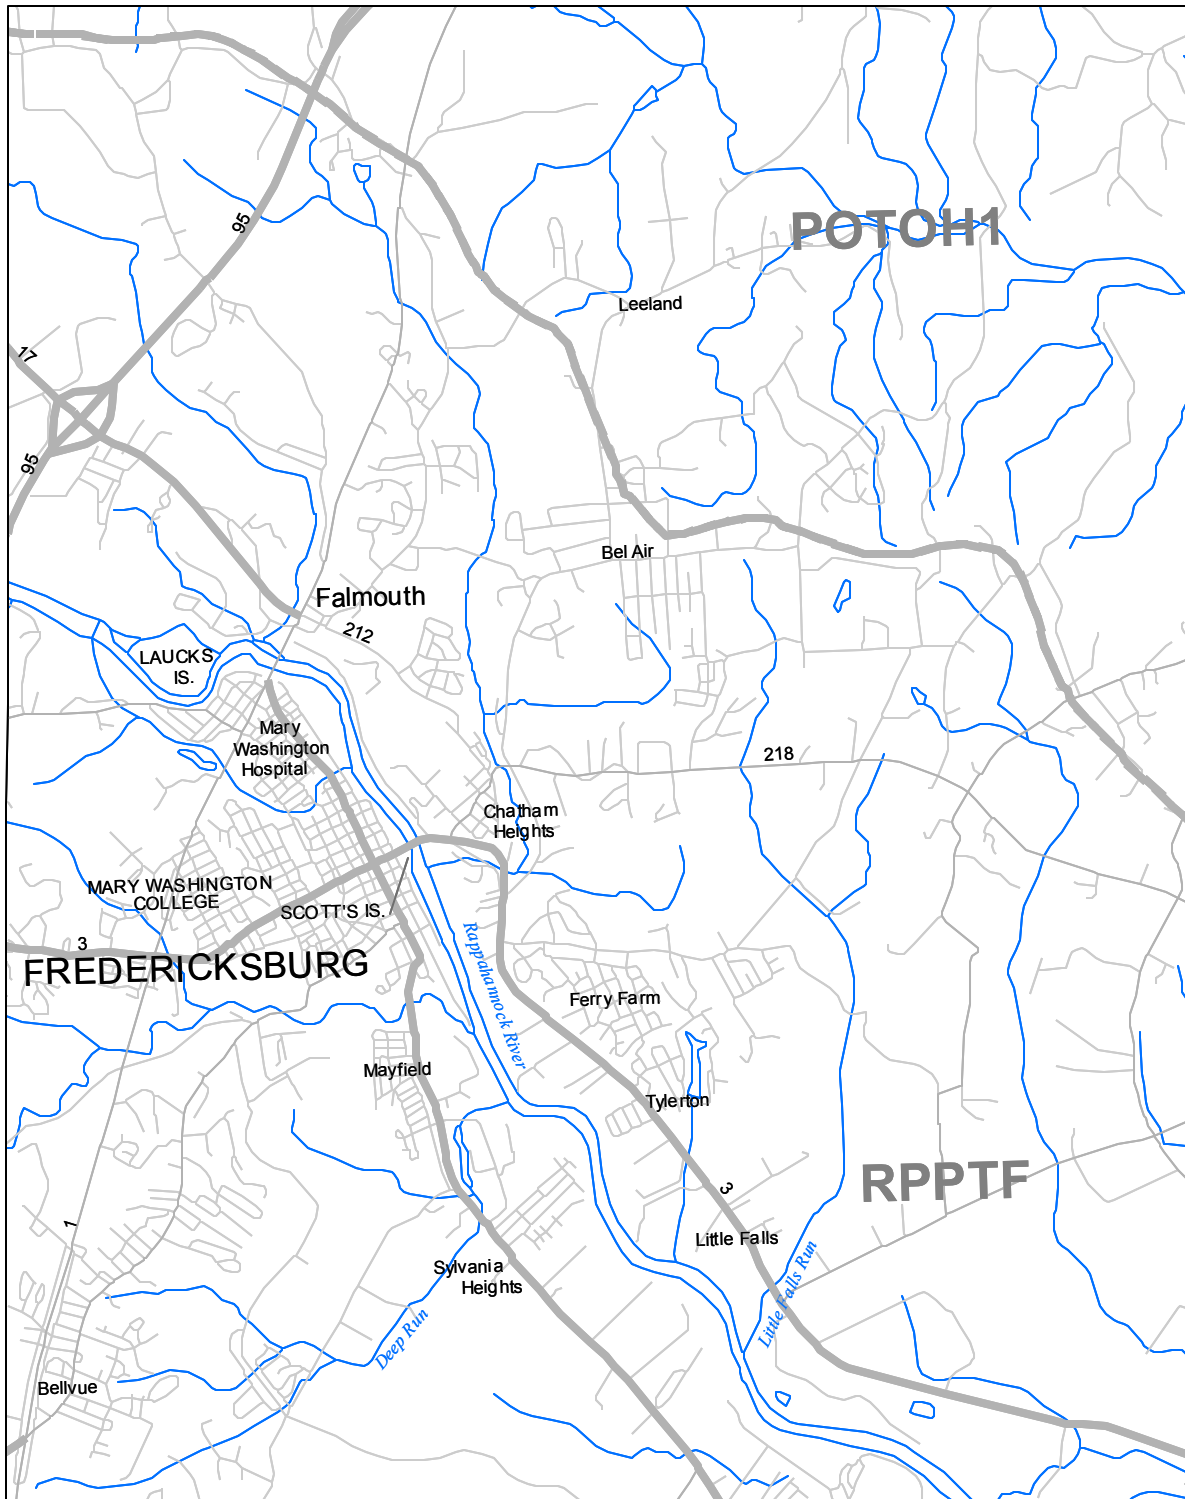 95
POTOH1
Leeland
17
95
Bel Air
Falmouth
212
LAUCKS
IS.
Mary
Washington
Hospital
218
Chatham
Heights
MARY WASHINGTON
COLLEGE
SCOTT'S IS.
3
FREDERICKSBURG
Rappahannock River
Ferry Farm
Mayfield
Tylerton
RPPTF
3
1
Little Falls
Sylvania
Heights
Little Falls Run
Deep Run
Bellvue